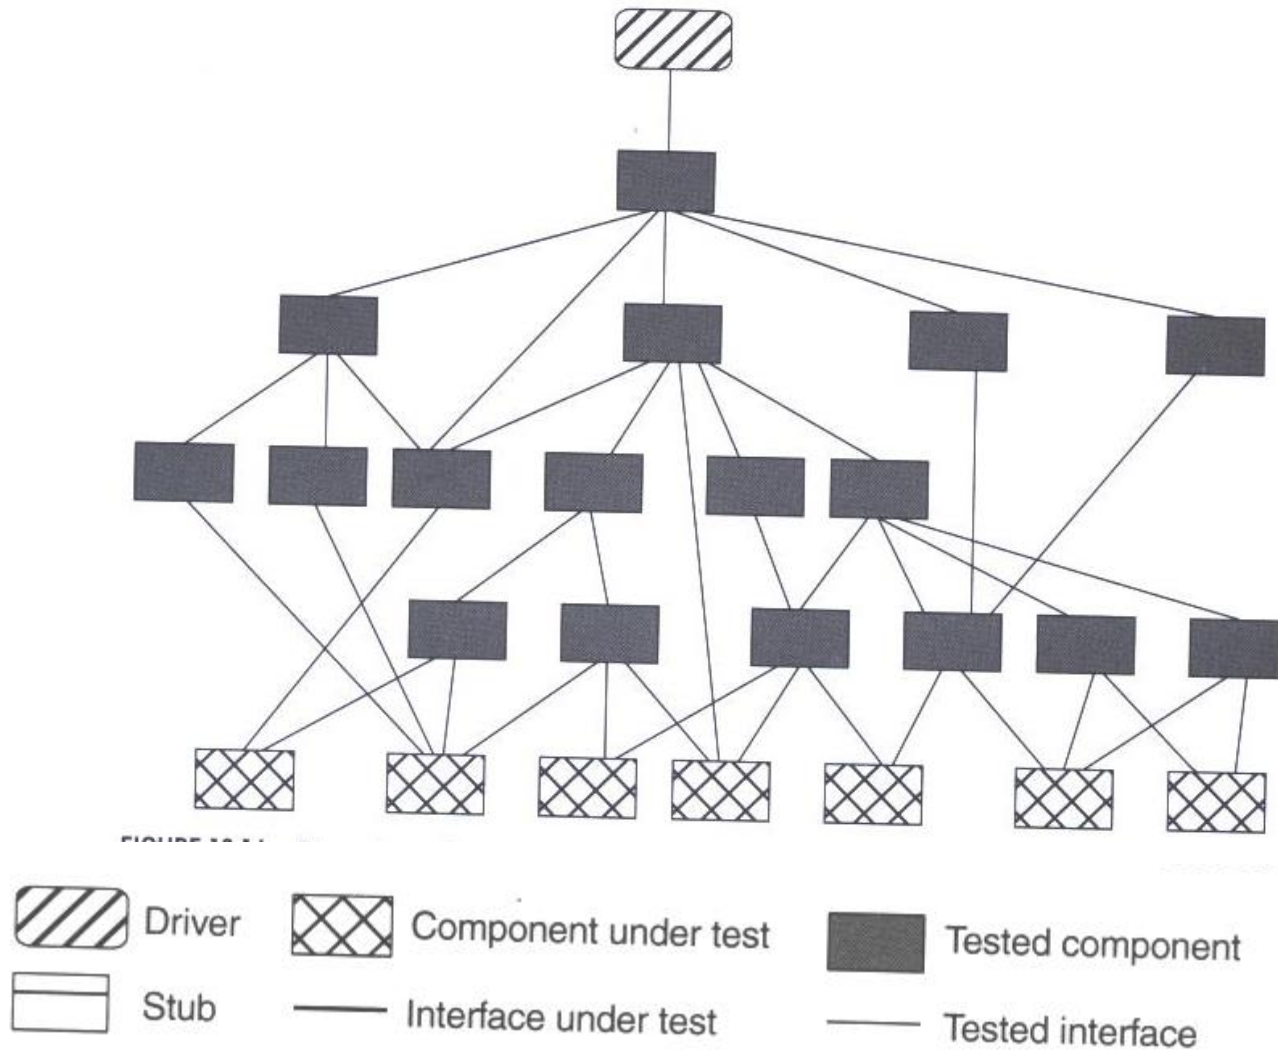 Driver
Component under test
Tested component
Stub
Interface under test
Tested interface